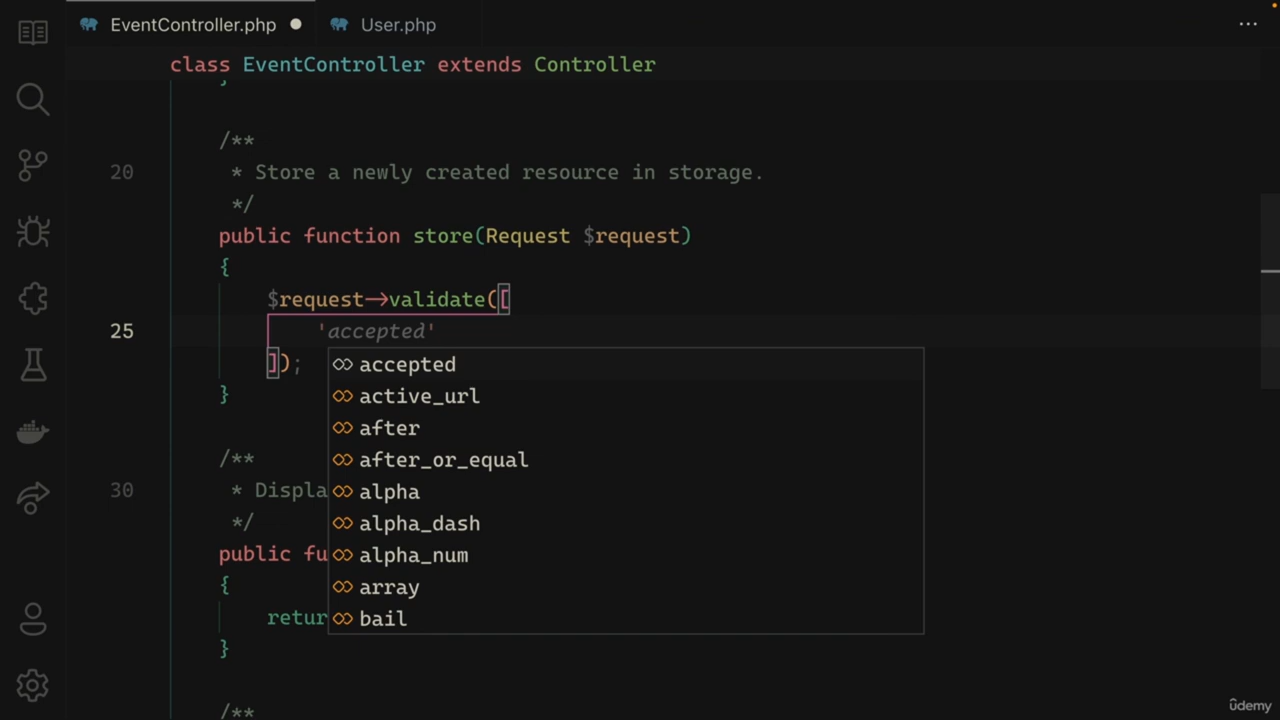 EventController.php
User.php
class EventController extends Controller
}
/**
20 * Store a newly created resource in storage.
*/
public function store(Request $request)
{
$request->validate([
25 'accepted'
]);
accepted
active_url
}
after
/**
after_or_equal
30 * Displa
alpha
*/
alpha_dash
public fu
alpha_num
{
array
retur
bail
}
/**
ûdemy